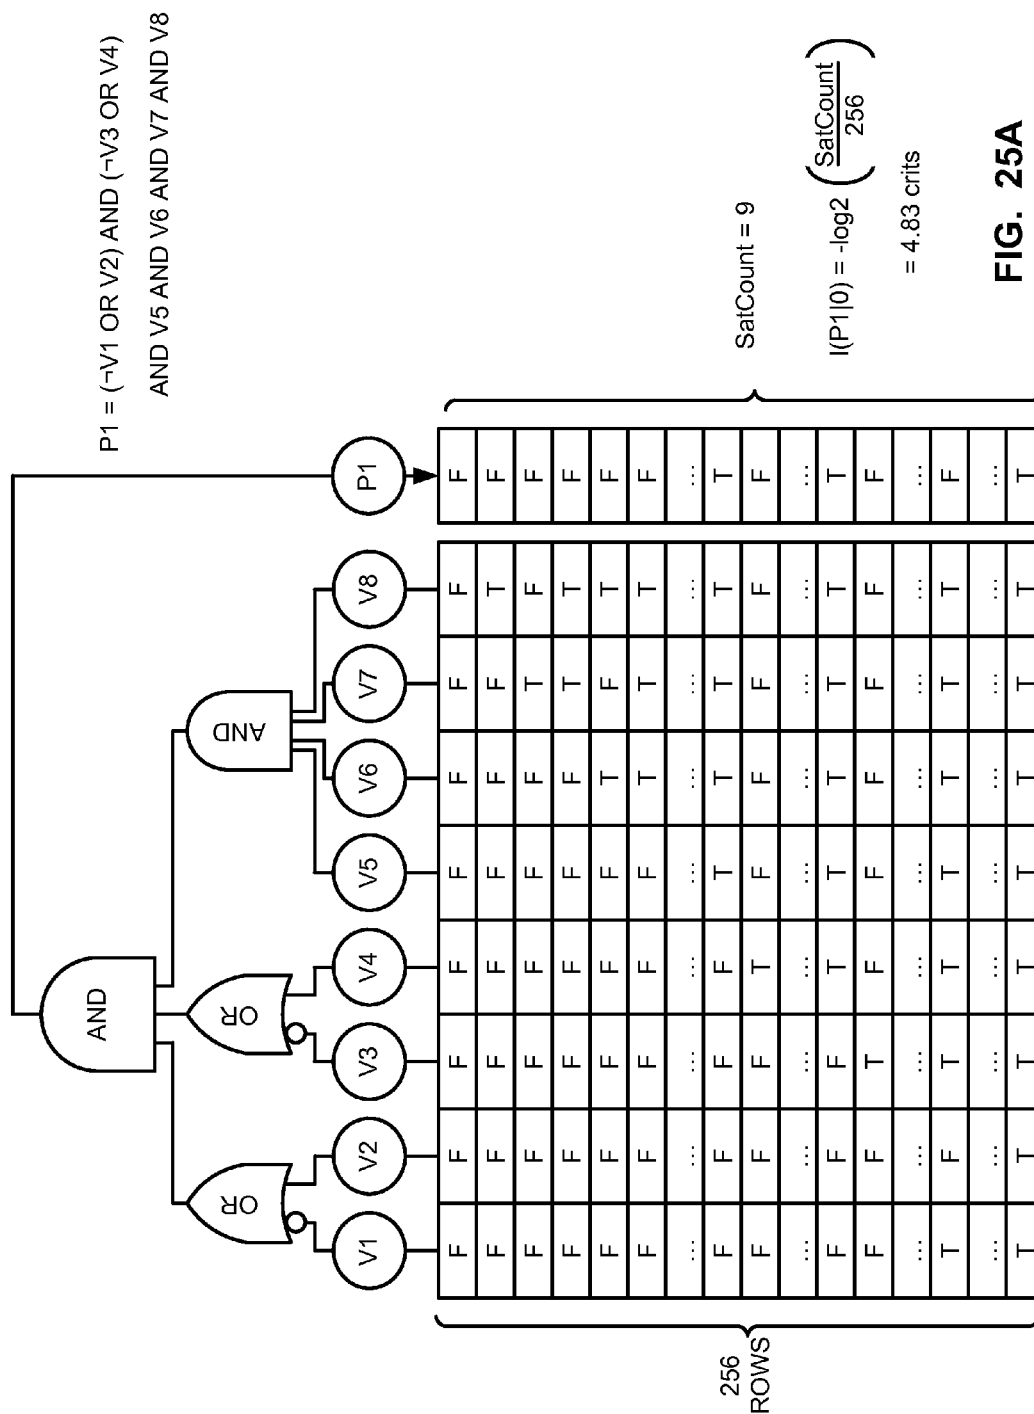 P1 = (¬V1 OR V2) AND (¬V3 OR V4)
AND V5 AND V6 AND V7 AND V8
AND
OR
OR
AND
V1 V2 V3 V4 V5 V6 V7 V8 P1
F F F F F F F F F
F F F F F F F T F
F F F F F F T F F
F F F F F F T T F
F F F F F T F T F
F F F F F T T T F
... ... ... ... ... ... ... ... ...
F F F F T T T T T
F F F T F F F F F
... ... ... ... ... ... ... ... ...
F F F T T T T T T
F F T F F F F F F
... ... ... ... ... ... ... ... ...
T F T T T T T T F
... ... ... ... ... ... ... ... ...
T T T T T T T T T
256
ROWS
SatCount = 9
I(P1|0) = -log2 (SatCount
256)
= 4.83 crits
FIG. 25A